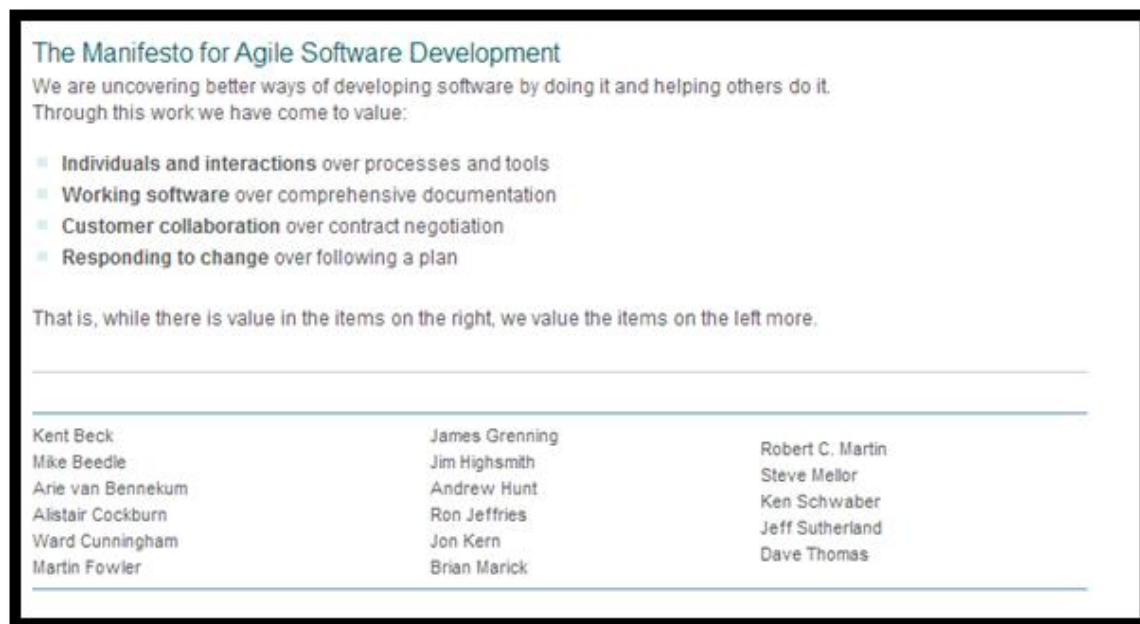 The Manifesto for Agile Software Development
We are uncovering better ways of developing software by doing it and helping others do it.
Through this work we have come to value:
Individuals and interactions over processes and tools
Working software over comprehensive documentation
Customer collaboration over contract negotiation
Responding to change over following a plan
That is, while there is value in the items on the right, we value the items on the left more.
Kent Beck
Mike Beedle
Arie van Bennekum
Alistair Cockburn
Ward Cunningham
Martin Fowler
James Grenning
Jim Highsmith
Andrew Hunt
Ron Jeffries
Jon Kern
Brian Marick
Robert C. Martin
Steve Mellor
Ken Schwaber
Jeff Sutherland
Dave Thomas